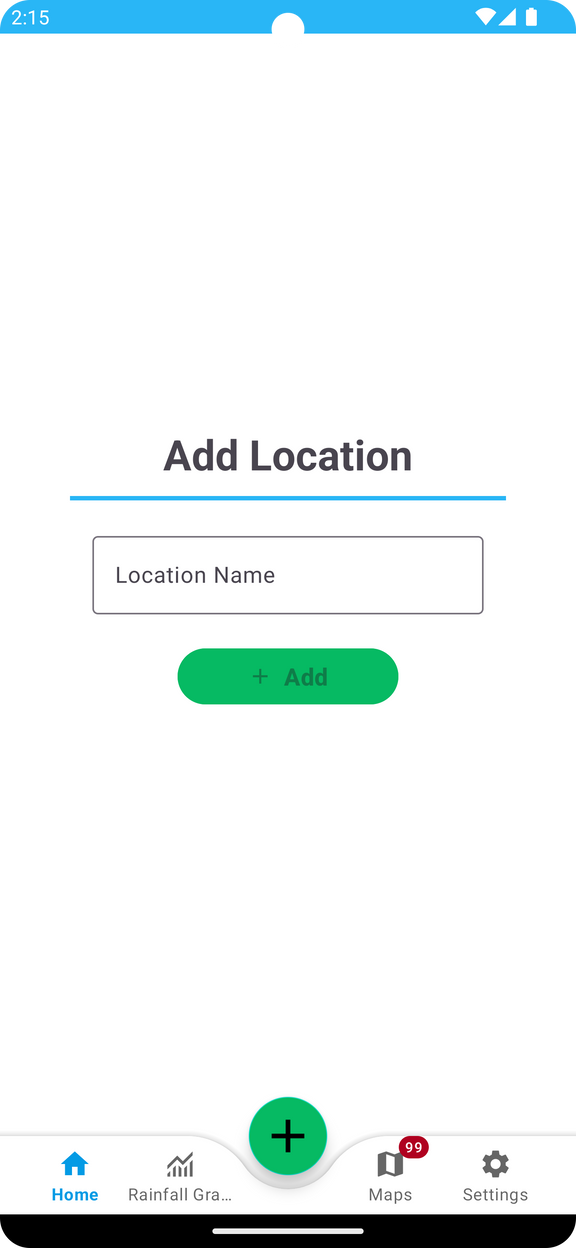 2:15
Add Location
Location Name
+ Add
99
Home
Rainfall Gra...
Maps
Settings